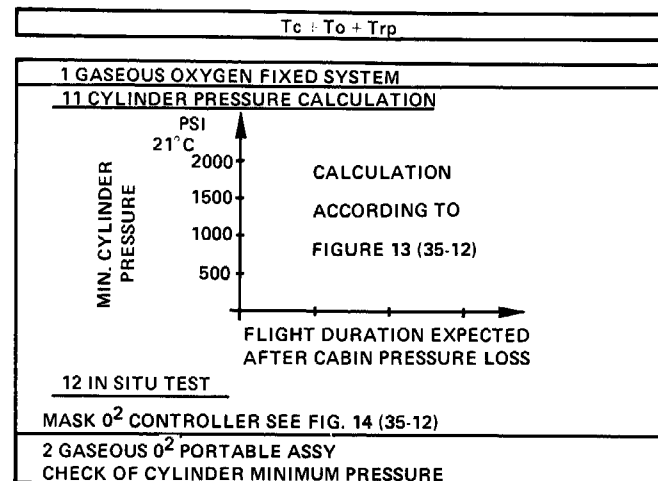 Tc + To + Trp
1 GASEOUS OXYGEN FIXED SYSTEM
11 CYLINDER PRESSURE CALCULATION
PSI
21°C
2000
1500
1000
500
MIN. CYLINDER
PRESSURE
CALCULATION
ACCORDING TO
FIGURE 13 (35-12)
FLIGHT DURATION EXPECTED
AFTER CABIN PRESSURE LOSS
12 IN SITU TEST
MASK 0² CONTROLLER SEE FIG. 14 (35-12)
2 GASEOUS 0² PORTABLE ASSY
CHECK OF CYLINDER MINIMUM PRESSURE